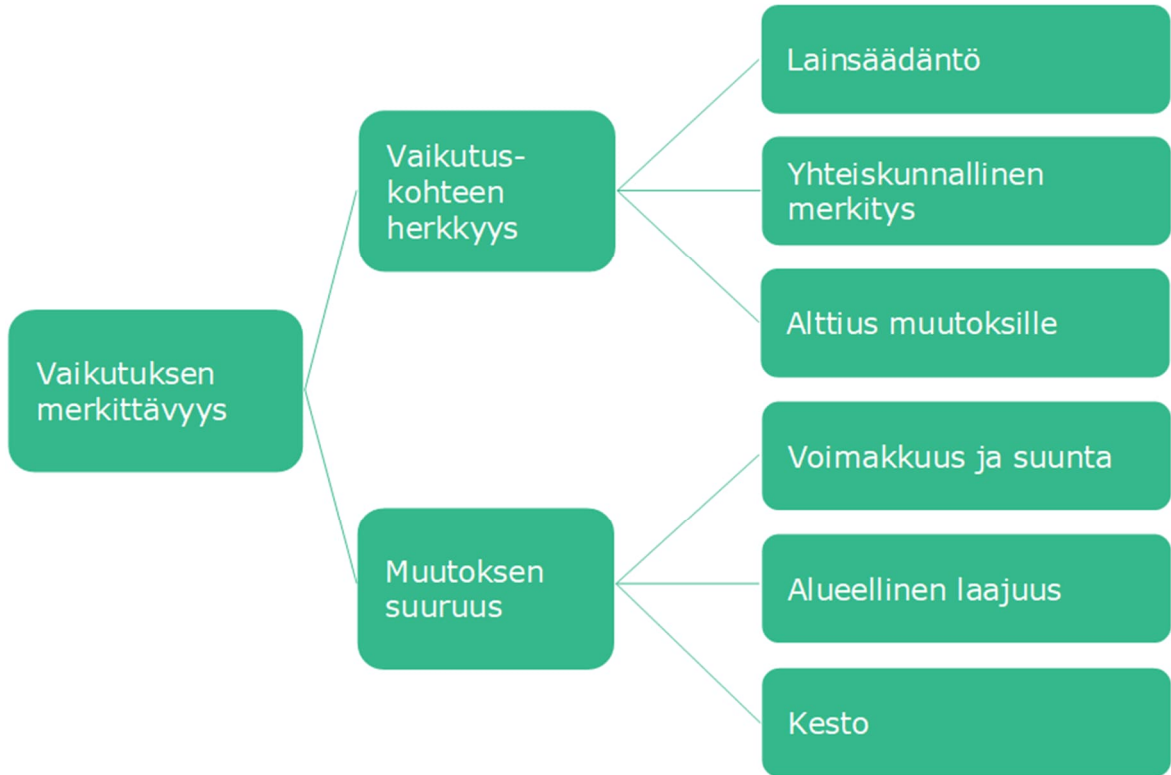 Vaikutuksen
merkittävyys
Vaikutus-
kohteen
herkkyys
Lainsäädäntö
Yhteiskunnallinen
merkitys
Alttius muutoksille
Muutoksen
suuruus
Voimakkuus ja suunta
Alueellinen laajuus
Kesto